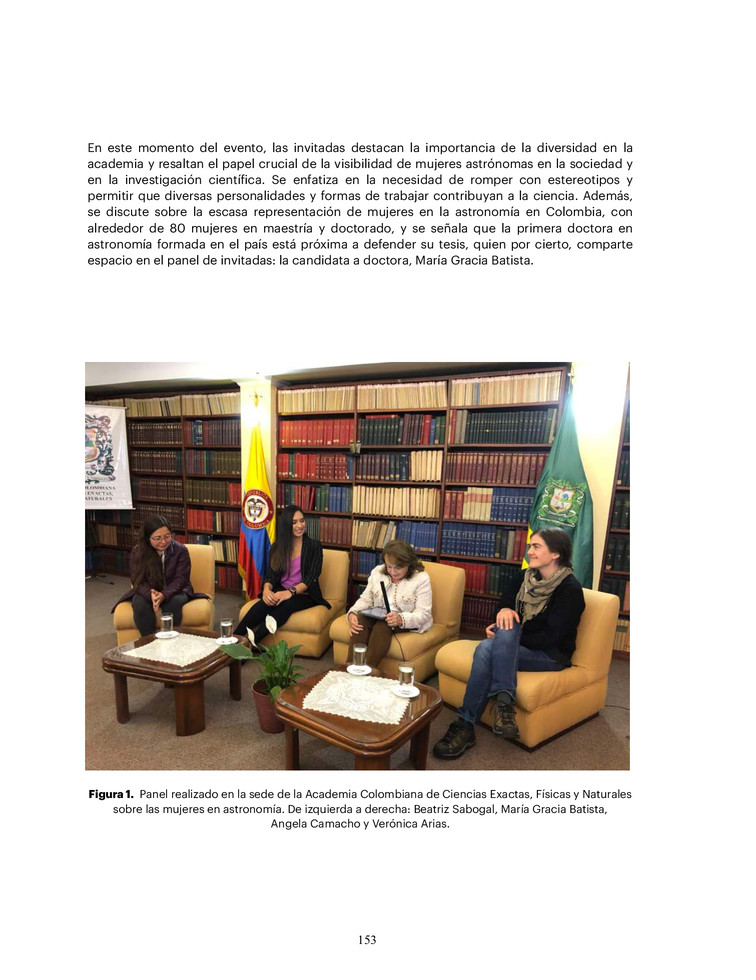 En este momento del evento, las invitadas destacan la importancia de la diversidad en la
academia y resaltan el papel crucial de la visibilidad de mujeres astrónomas en la sociedad y
en la investigación científica. Se enfatiza en la necesidad de romper con estereotipos y
permitir que diversas personalidades y formas de trabajar contribuyan a la ciencia. Además,
se discute sobre la escasa representación de mujeres en la astronomía en Colombia, con
alrededor de 80 mujeres en maestría y doctorado, y se señala que la primera doctora en
astronomía formada en el país está próxima a defender su tesis, quien por cierto, comparte
espacio en el panel de invitadas: la candidata a doctora, María Gracia Batista.
OLOMBIANA
EXACTAS,
ATURALES
Figura 1. Panel realizado en la sede de la Academia Colombiana de Ciencias Exactas, Físicas y Naturales
sobre las mujeres en astronomía. De izquierda a derecha: Beatriz Sabogal, María Gracia Batista,
Angela Camacho y Verónica Arias.
153